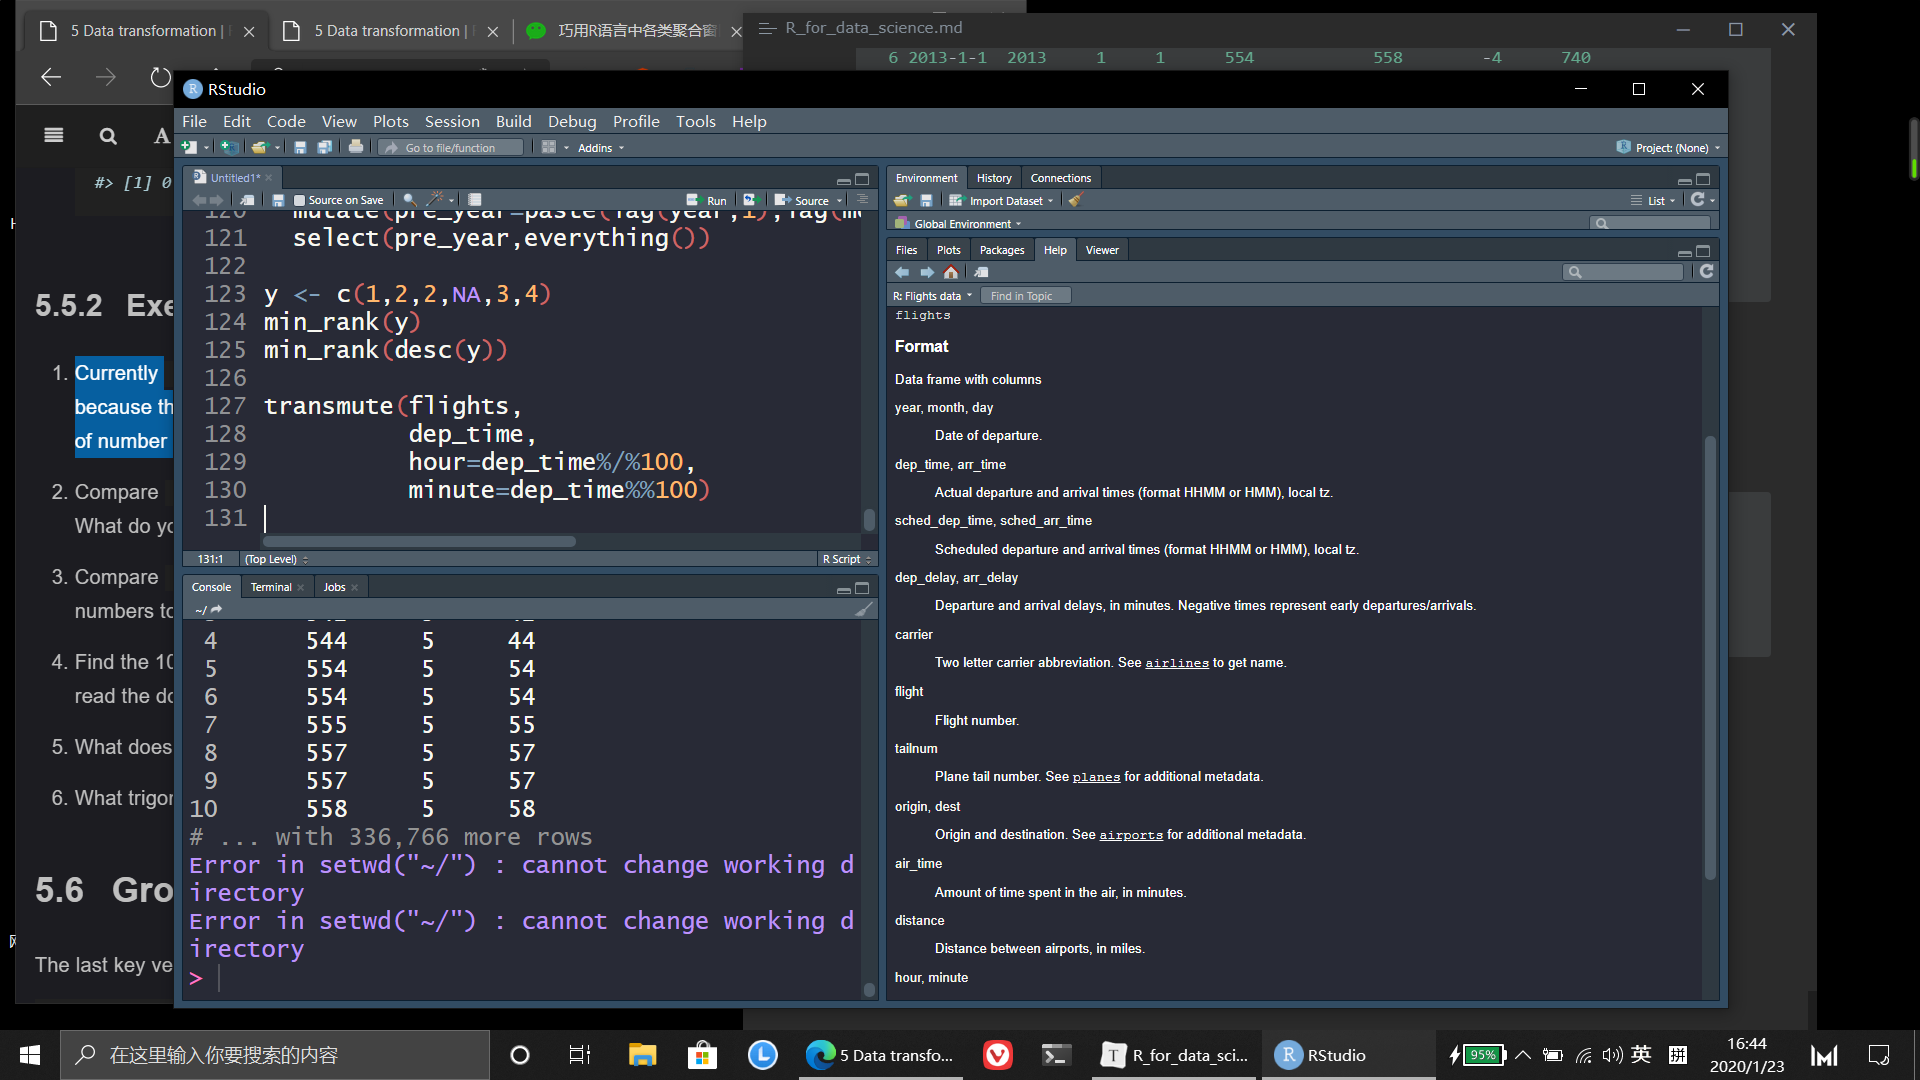 5 Data transformation |
5 Data transformation |
巧用R语言中各类聚合窗
R_for_data_science.md
6 2013-1-1 2013 1 1 554 558 -4 740
#> [1] 0
5.5.2 Exe
1. Currently
because th
of number
2. Compare
What do yo
3. Compare
numbers to
4. Find the 10
read the do
5. What does
6. What trigor
5.6 Gro
The last key ve
RStudio
File Edit Code View Plots Session Build Debug Profile Tools Help
Go to file/function
Addins
Project: (None)
Untitled1*
Source on Save
Run
Source
120 mutate(pre_year=paste(lag(year,1),lag(mo
121 select(pre_year,everything())
122
123 y <- c(1,2,2,NA,3,4)
124 min_rank(y)
125 min_rank(desc(y))
126
127 transmute(flights,
128 dep_time,
129 hour=dep_time%/%100,
130 minute=dep_time%%100)
131
131:1 (Top Level) R Script
Console Terminal Jobs
~/
4 544 5 44
5 554 5 54
6 554 5 54
7 555 5 55
8 557 5 57
9 557 5 57
10 558 5 58
# ... with 336,766 more rows
Error in setwd("~/") : cannot change working d
irectory
Error in setwd("~/") : cannot change working d
irectory
>
Environment History Connections
Import Dataset
List
Global Environment
Files Plots Packages Help Viewer
R: Flights data Find in Topic
flights
Format
Data frame with columns
year, month, day
Date of departure.
dep_time, arr_time
Actual departure and arrival times (format HHMM or HMM), local tz.
sched_dep_time, sched_arr_time
Scheduled departure and arrival times (format HHMM or HMM), local tz.
dep_delay, arr_delay
Departure and arrival delays, in minutes. Negative times represent early departures/arrivals.
carrier
Two letter carrier abbreviation. See airlines to get name.
flight
Flight number.
tailnum
Plane tail number. See planes for additional metadata.
origin, dest
Origin and destination. See airports for additional metadata.
air_time
Amount of time spent in the air, in minutes.
distance
Distance between airports, in miles.
hour, minute
在这里输入你要搜索的内容
5 Data transfo...
R_for_data_sci...
RStudio
95%
英
拼
16:44
2020/1/23